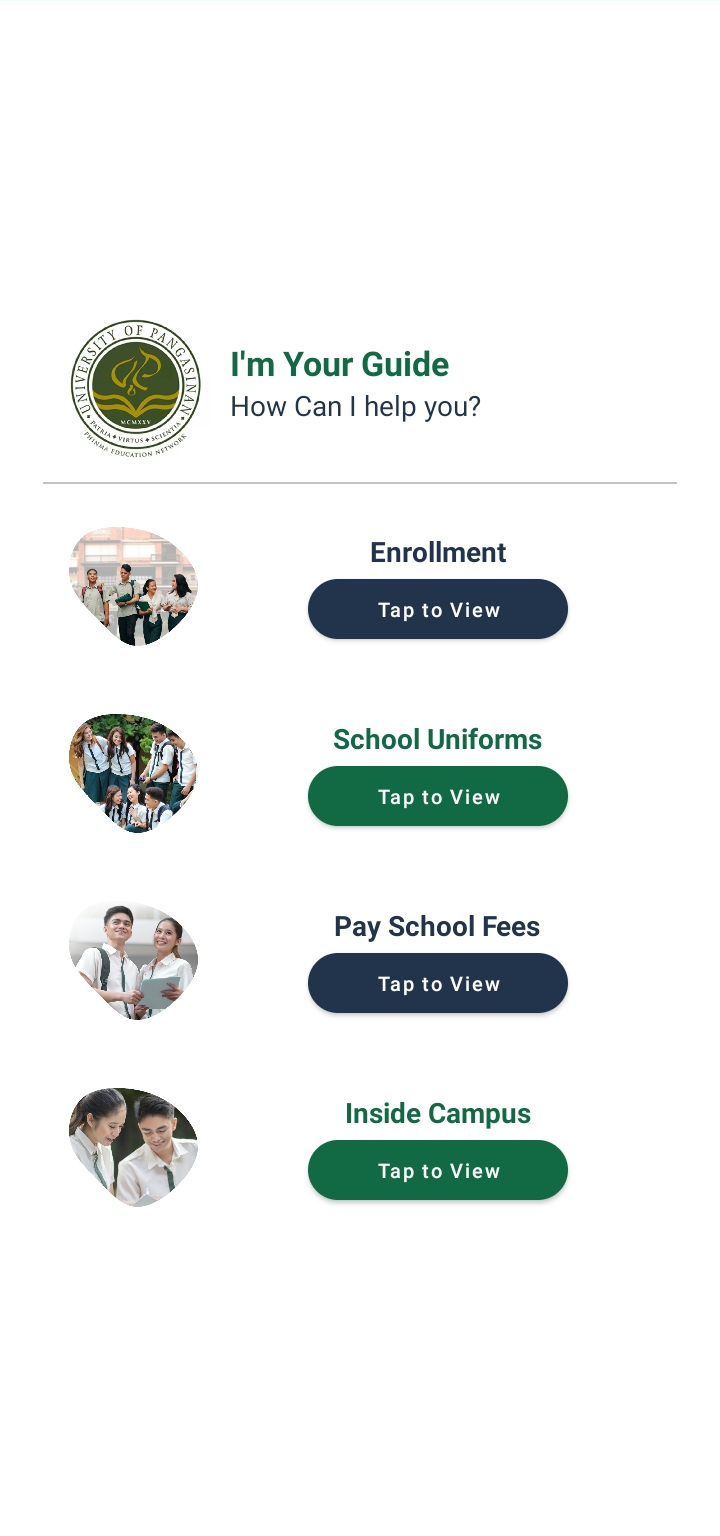 UNIVERSITY OF PANGASINAN
MCMXXV
PATRIA VIRTUS SCIENTIA
PHINMA EDUCATION NETWORK
I'm Your Guide
How Can I help you?
Enrollment
Tap to View
School Uniforms
Tap to View
Pay School Fees
Tap to View
Inside Campus
Tap to View